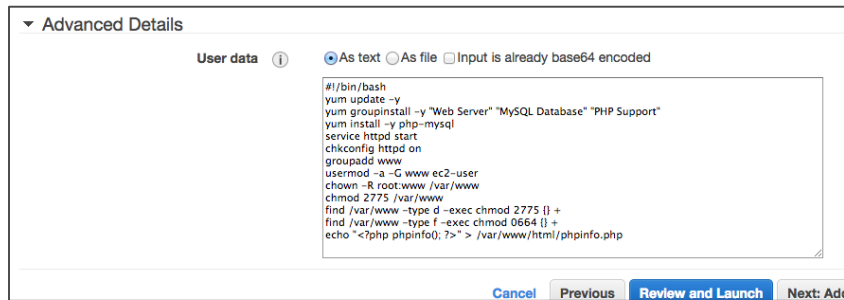 Advanced Details
User data i As text As file Input is already base64 encoded
#!/bin/bash
yum update -y
yum groupinstall -y "Web Server" "MySQL Database" "PHP Support"
yum install -y php-mysql
service httpd start
chkconfig httpd on
groupadd www
usermod -a -G www ec2-user
chown -R root:www /var/www
chmod 2775 /var/www
find /var/www -type d -exec chmod 2775 {} +
find /var/www -type f -exec chmod 0664 {} +
echo "<?php phpinfo(); ?>" > /var/www/html/phpinfo.php
Cancel Previous Review and Launch Next: Add